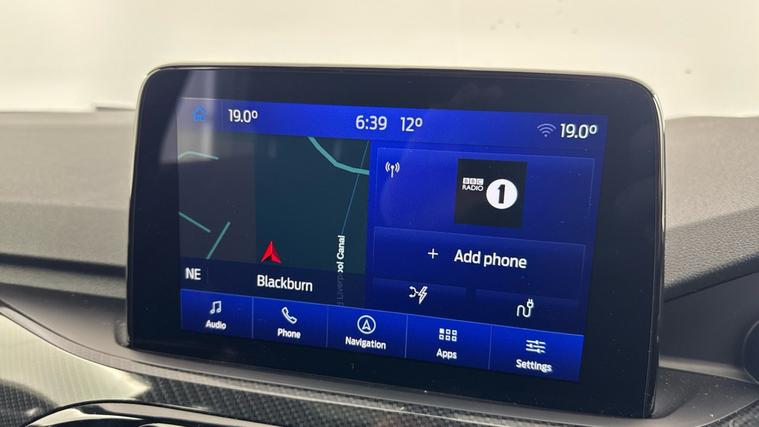 19.0°
6:39 12°
19.0°
BBC
RADIO
1
+ Add phone
l Canal
NE
Blackburn
Audio
Phone
Navigation
Apps
Settings